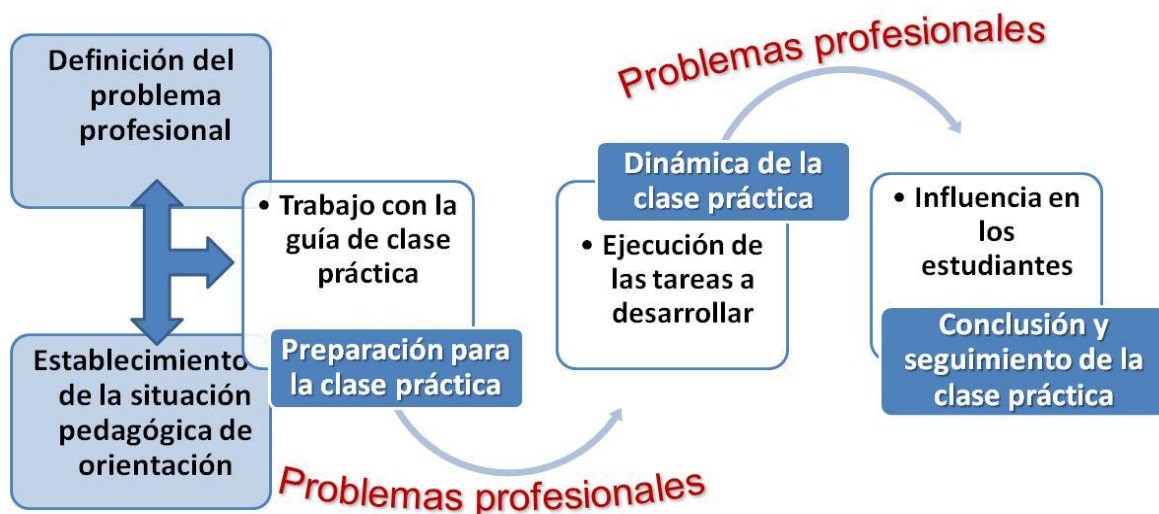 Definición del
problema
profesional
Establecimiento
de la situación
pedagógica de
orientación
• Trabajo con la
guía de clase
práctica
Preparación para
la clase práctica
Problemas profesionales
Dinámica de la
clase práctica
• Ejecución de
las tareas a
desarrollar
Problemas profesionales
• Influencia en
los
estudiantes
Conclusión y
seguimiento de la
clase práctica